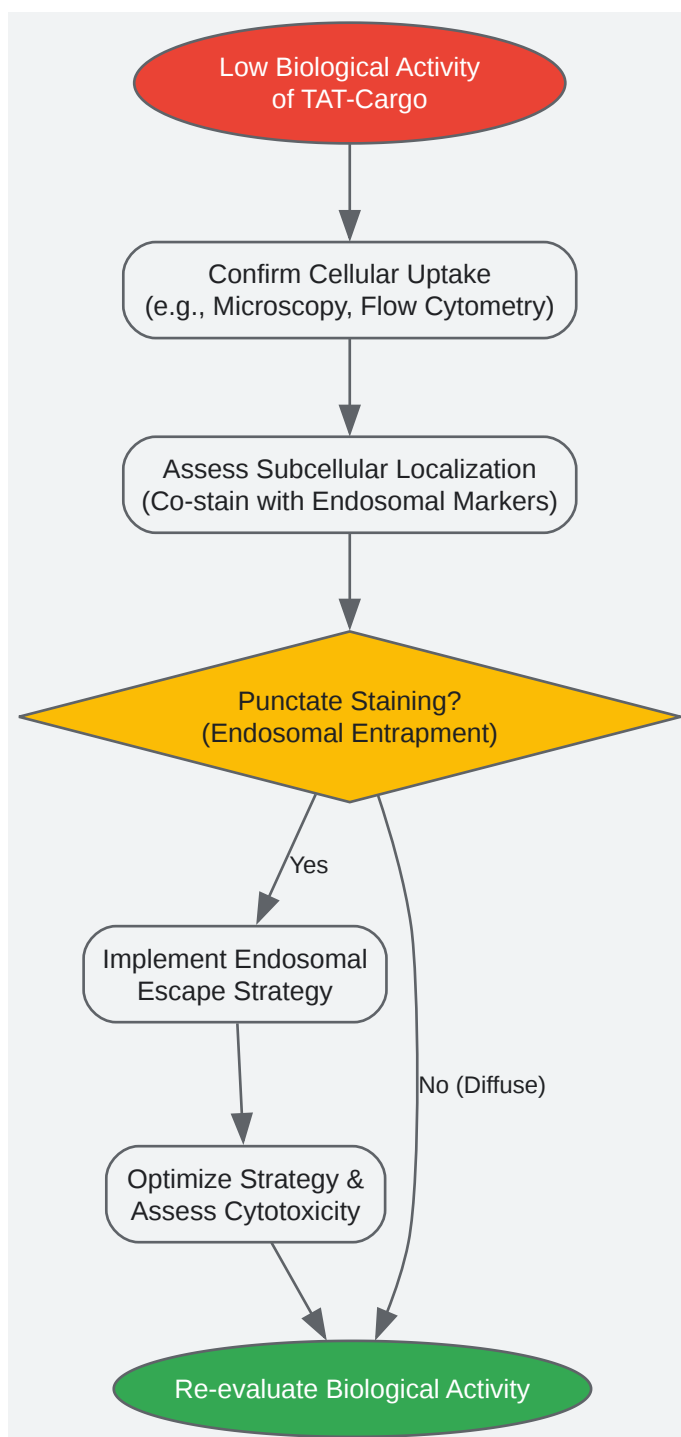 Low Biological Activity
of TAT-Cargo
Confirm Cellular Uptake
(e.g., Microscopy, Flow Cytometry)
Assess Subcellular Localization
(Co-stain with Endosomal Markers)
Punctate Staining?
(Endosomal Entrapment)
Yes
Implement Endosomal
Escape Strategy
No (Diffuse)
Optimize Strategy &
Assess Cytotoxicity
Re-evaluate Biological Activity